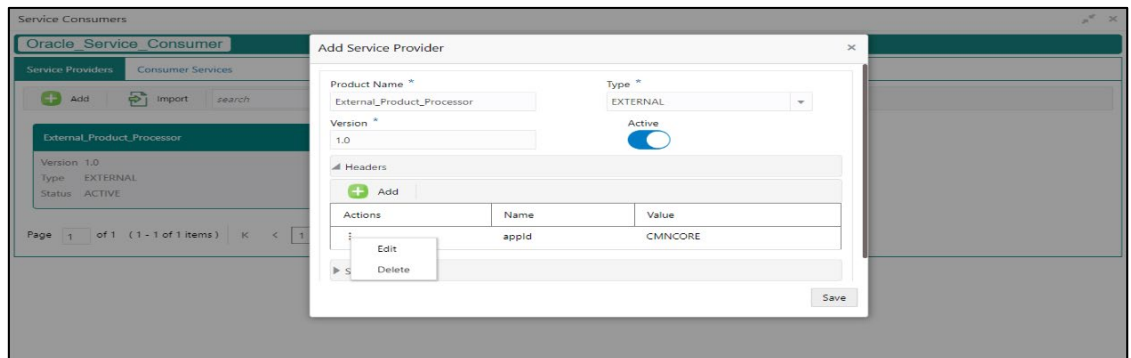 Service Consumers
Oracle_Service_Consumer
Service Providers Consumer Services
Add Import search
External_Product_Processor
Version 1.0
Type EXTERNAL
Status ACTIVE
Page 1 of 1 (1 - 1 of 1 items) K < 1
Add Service Provider
Product Name * Type *
External_Product_Processor EXTERNAL
Version * Active
1.0
Headers
Add
Actions Name Value
appId CMNCORE
Edit
Delete
Save